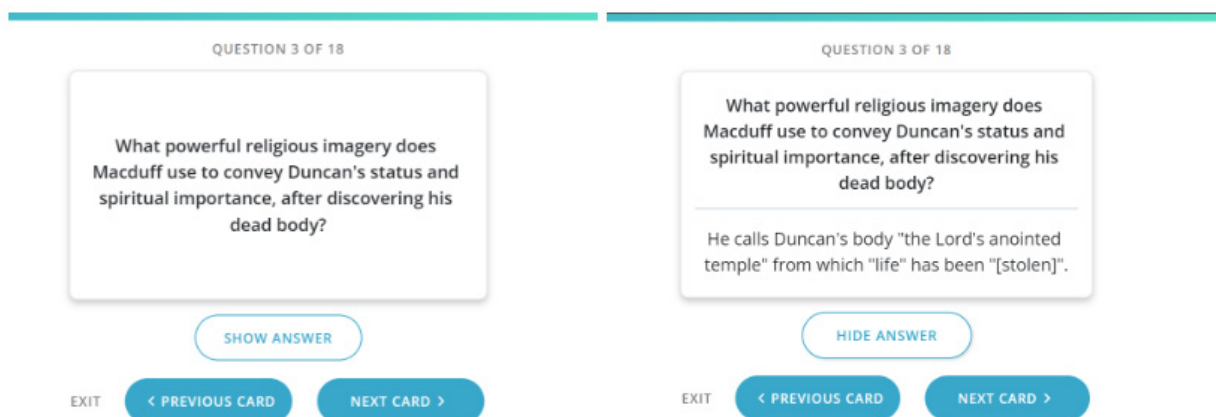 QUESTION 3 OF 18
What powerful religious imagery does
Macduff use to convey Duncan's status and
spiritual importance, after discovering his
dead body?
SHOW ANSWER
EXIT
< PREVIOUS CARD
NEXT CARD >
QUESTION 3 OF 18
What powerful religious imagery does
Macduff use to convey Duncan's status and
spiritual importance, after discovering his
dead body?
He calls Duncan's body "the Lord's anointed
temple" from which "life" has been "[stolen]".
HIDE ANSWER
EXIT
< PREVIOUS CARD
NEXT CARD >